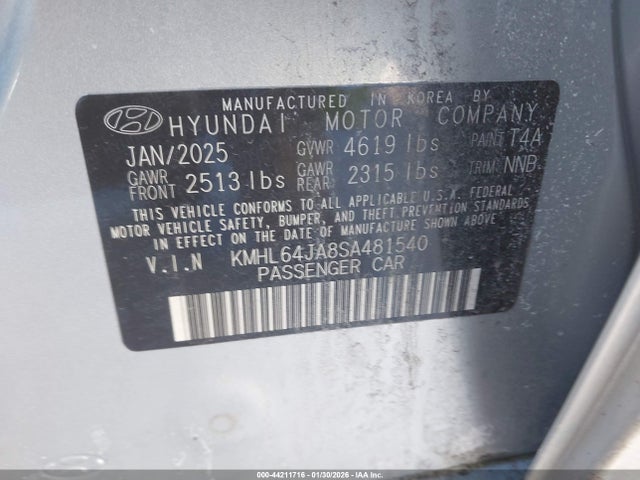 MANUFACTURED IN KOREA BY
HYUNDAI MOTOR COMPANY
JAN/2025 GVWR 4619 lbs PAINT T4A
GAWR FRONT 2513 lbs GAWR REAR 2315 lbs TRIM NNB
THIS VEHICLE CONFORMS TO ALL APPLICABLE U.S.A. FEDERAL
MOTOR VEHICLE SAFETY, BUMPER, AND THEFT PREVENTION STANDARDS
IN EFFECT ON THE DATE OF MANUFACTURE SHOWN ABOVE
V.I.N KMHL64JA8SA481540
PASSENGER CAR
000-44211716 - 01/30/2026 - IAA Inc.